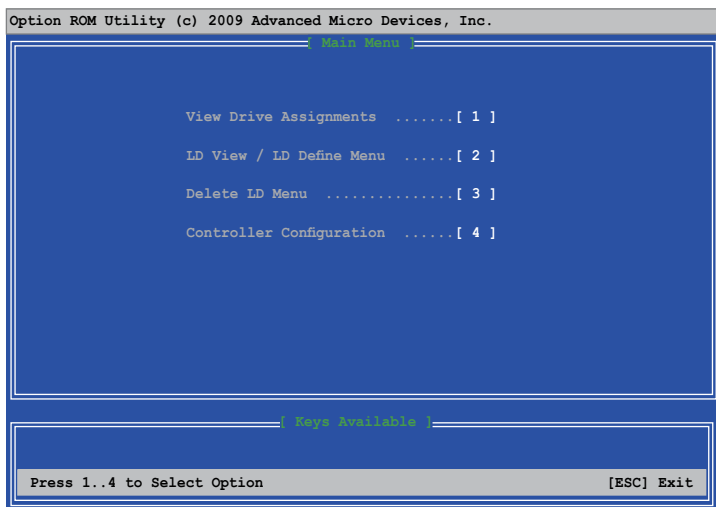 Option ROM Utility (c) 2009 Advanced Micro Devices, Inc.
[ Main Menu ]
View Drive Assignments .......[ 1 ]
LD View / LD Define Menu ......[ 2 ]
Delete LD Menu ...............[ 3 ]
Controller Configuration ......[ 4 ]
[ Keys Available ]
Press 1..4 to Select Option [ESC] Exit